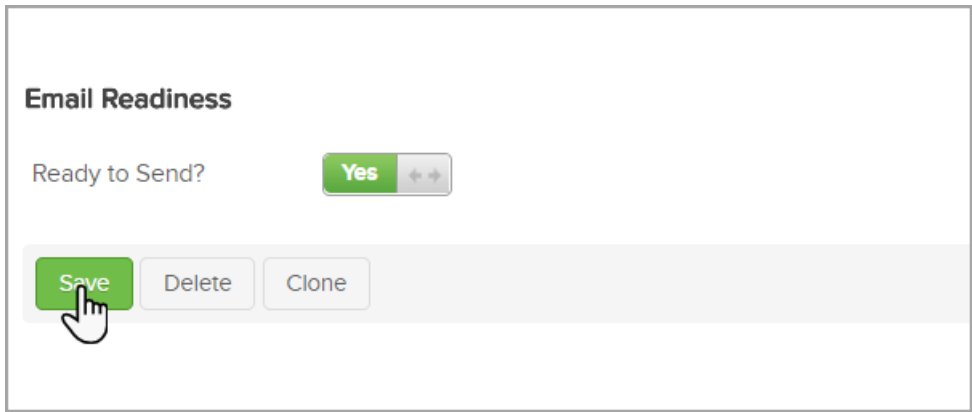 Email Readiness
Ready to Send? Yes
Save Delete Clone